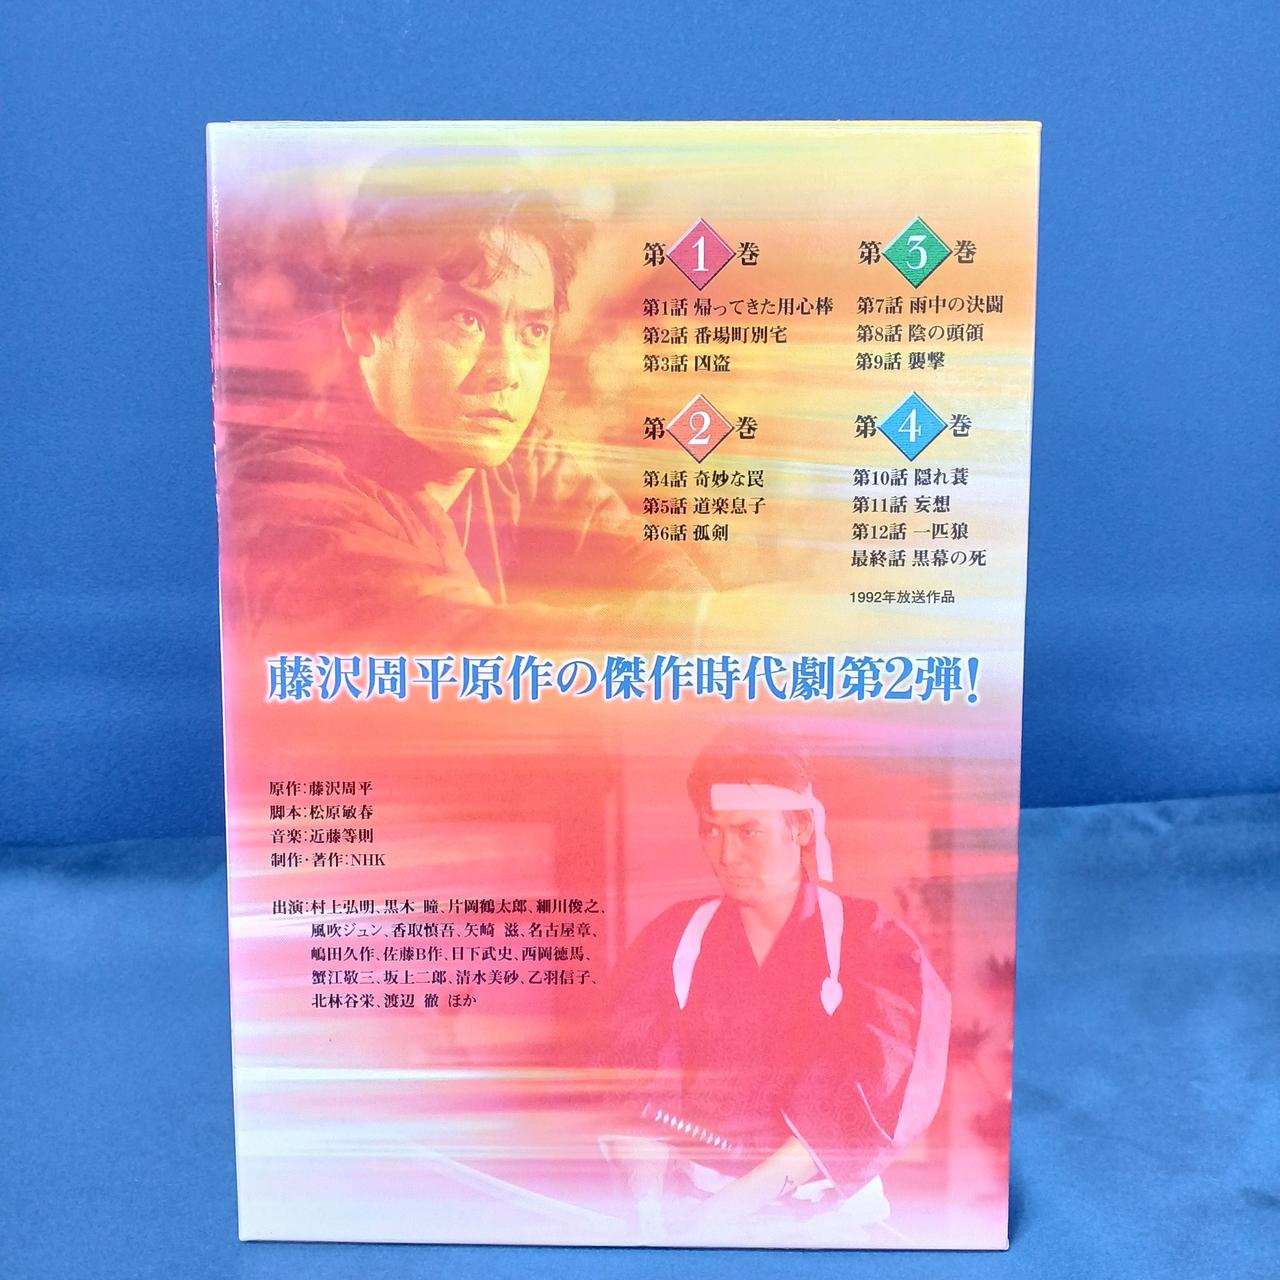 第1巻
第1話 帰ってきた用心棒
第2話 番場町別宅
第3話 凶盗
第2巻
第4話 奇妙な罠
第5話 道楽息子
第6話 孤剣
第3巻
第7話 雨中の決闘
第8話 陰の頭領
第9話 襲撃
第4巻
第10話 隠れ蓑
第11話 妄想
第12話 一匹狼
最終話 黒幕の死
1992年放送作品
藤沢周平原作の傑作時代劇第2弾!
原作:藤沢周平
脚本:松原敏春
音楽:近藤等則
制作・著作:NHK
出演:村上弘明、黒木 瞳、片岡鶴太郎、細川俊之、
風吹ジュン、香取慎吾、矢崎 滋、名古屋章、
嶋田久作、佐藤B作、日下武史、西岡徳馬、
蟹江敬三、坂上二郎、清水美砂、乙羽信子、
北林谷栄、渡辺 徹 ほか